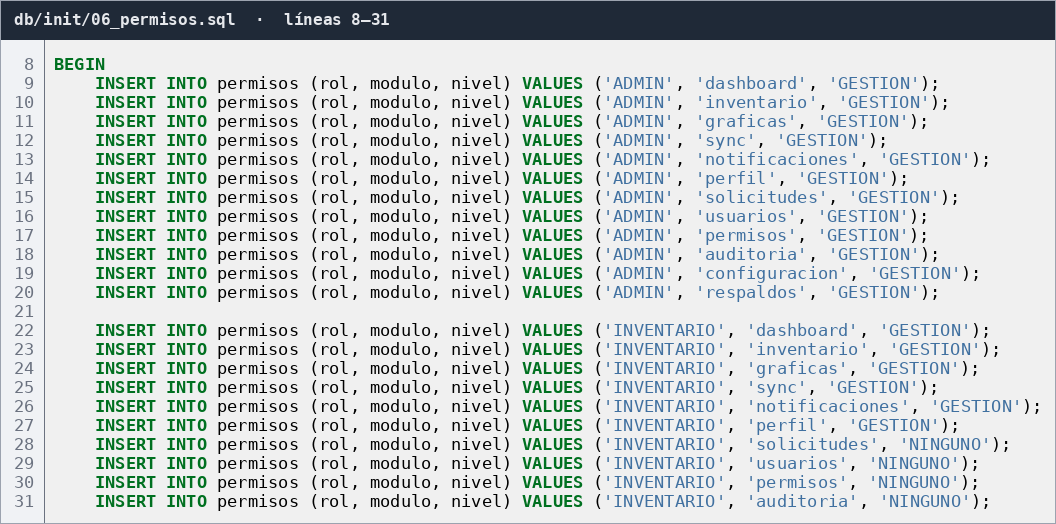 db/init/06_permisos.sql · líneas 8–31
8 BEGIN
9 INSERT INTO permisos (rol, modulo, nivel) VALUES ('ADMIN', 'dashboard', 'GESTION');
10 INSERT INTO permisos (rol, modulo, nivel) VALUES ('ADMIN', 'inventario', 'GESTION');
11 INSERT INTO permisos (rol, modulo, nivel) VALUES ('ADMIN', 'graficas', 'GESTION');
12 INSERT INTO permisos (rol, modulo, nivel) VALUES ('ADMIN', 'sync', 'GESTION');
13 INSERT INTO permisos (rol, modulo, nivel) VALUES ('ADMIN', 'notificaciones', 'GESTION');
14 INSERT INTO permisos (rol, modulo, nivel) VALUES ('ADMIN', 'perfil', 'GESTION');
15 INSERT INTO permisos (rol, modulo, nivel) VALUES ('ADMIN', 'solicitudes', 'GESTION');
16 INSERT INTO permisos (rol, modulo, nivel) VALUES ('ADMIN', 'usuarios', 'GESTION');
17 INSERT INTO permisos (rol, modulo, nivel) VALUES ('ADMIN', 'permisos', 'GESTION');
18 INSERT INTO permisos (rol, modulo, nivel) VALUES ('ADMIN', 'auditoria', 'GESTION');
19 INSERT INTO permisos (rol, modulo, nivel) VALUES ('ADMIN', 'configuracion', 'GESTION');
20 INSERT INTO permisos (rol, modulo, nivel) VALUES ('ADMIN', 'respaldos', 'GESTION');
21
22 INSERT INTO permisos (rol, modulo, nivel) VALUES ('INVENTARIO', 'dashboard', 'GESTION');
23 INSERT INTO permisos (rol, modulo, nivel) VALUES ('INVENTARIO', 'inventario', 'GESTION');
24 INSERT INTO permisos (rol, modulo, nivel) VALUES ('INVENTARIO', 'graficas', 'GESTION');
25 INSERT INTO permisos (rol, modulo, nivel) VALUES ('INVENTARIO', 'sync', 'GESTION');
26 INSERT INTO permisos (rol, modulo, nivel) VALUES ('INVENTARIO', 'notificaciones', 'GESTION');
27 INSERT INTO permisos (rol, modulo, nivel) VALUES ('INVENTARIO', 'perfil', 'GESTION');
28 INSERT INTO permisos (rol, modulo, nivel) VALUES ('INVENTARIO', 'solicitudes', 'NINGUNO');
29 INSERT INTO permisos (rol, modulo, nivel) VALUES ('INVENTARIO', 'usuarios', 'NINGUNO');
30 INSERT INTO permisos (rol, modulo, nivel) VALUES ('INVENTARIO', 'permisos', 'NINGUNO');
31 INSERT INTO permisos (rol, modulo, nivel) VALUES ('INVENTARIO', 'auditoria', 'NINGUNO');